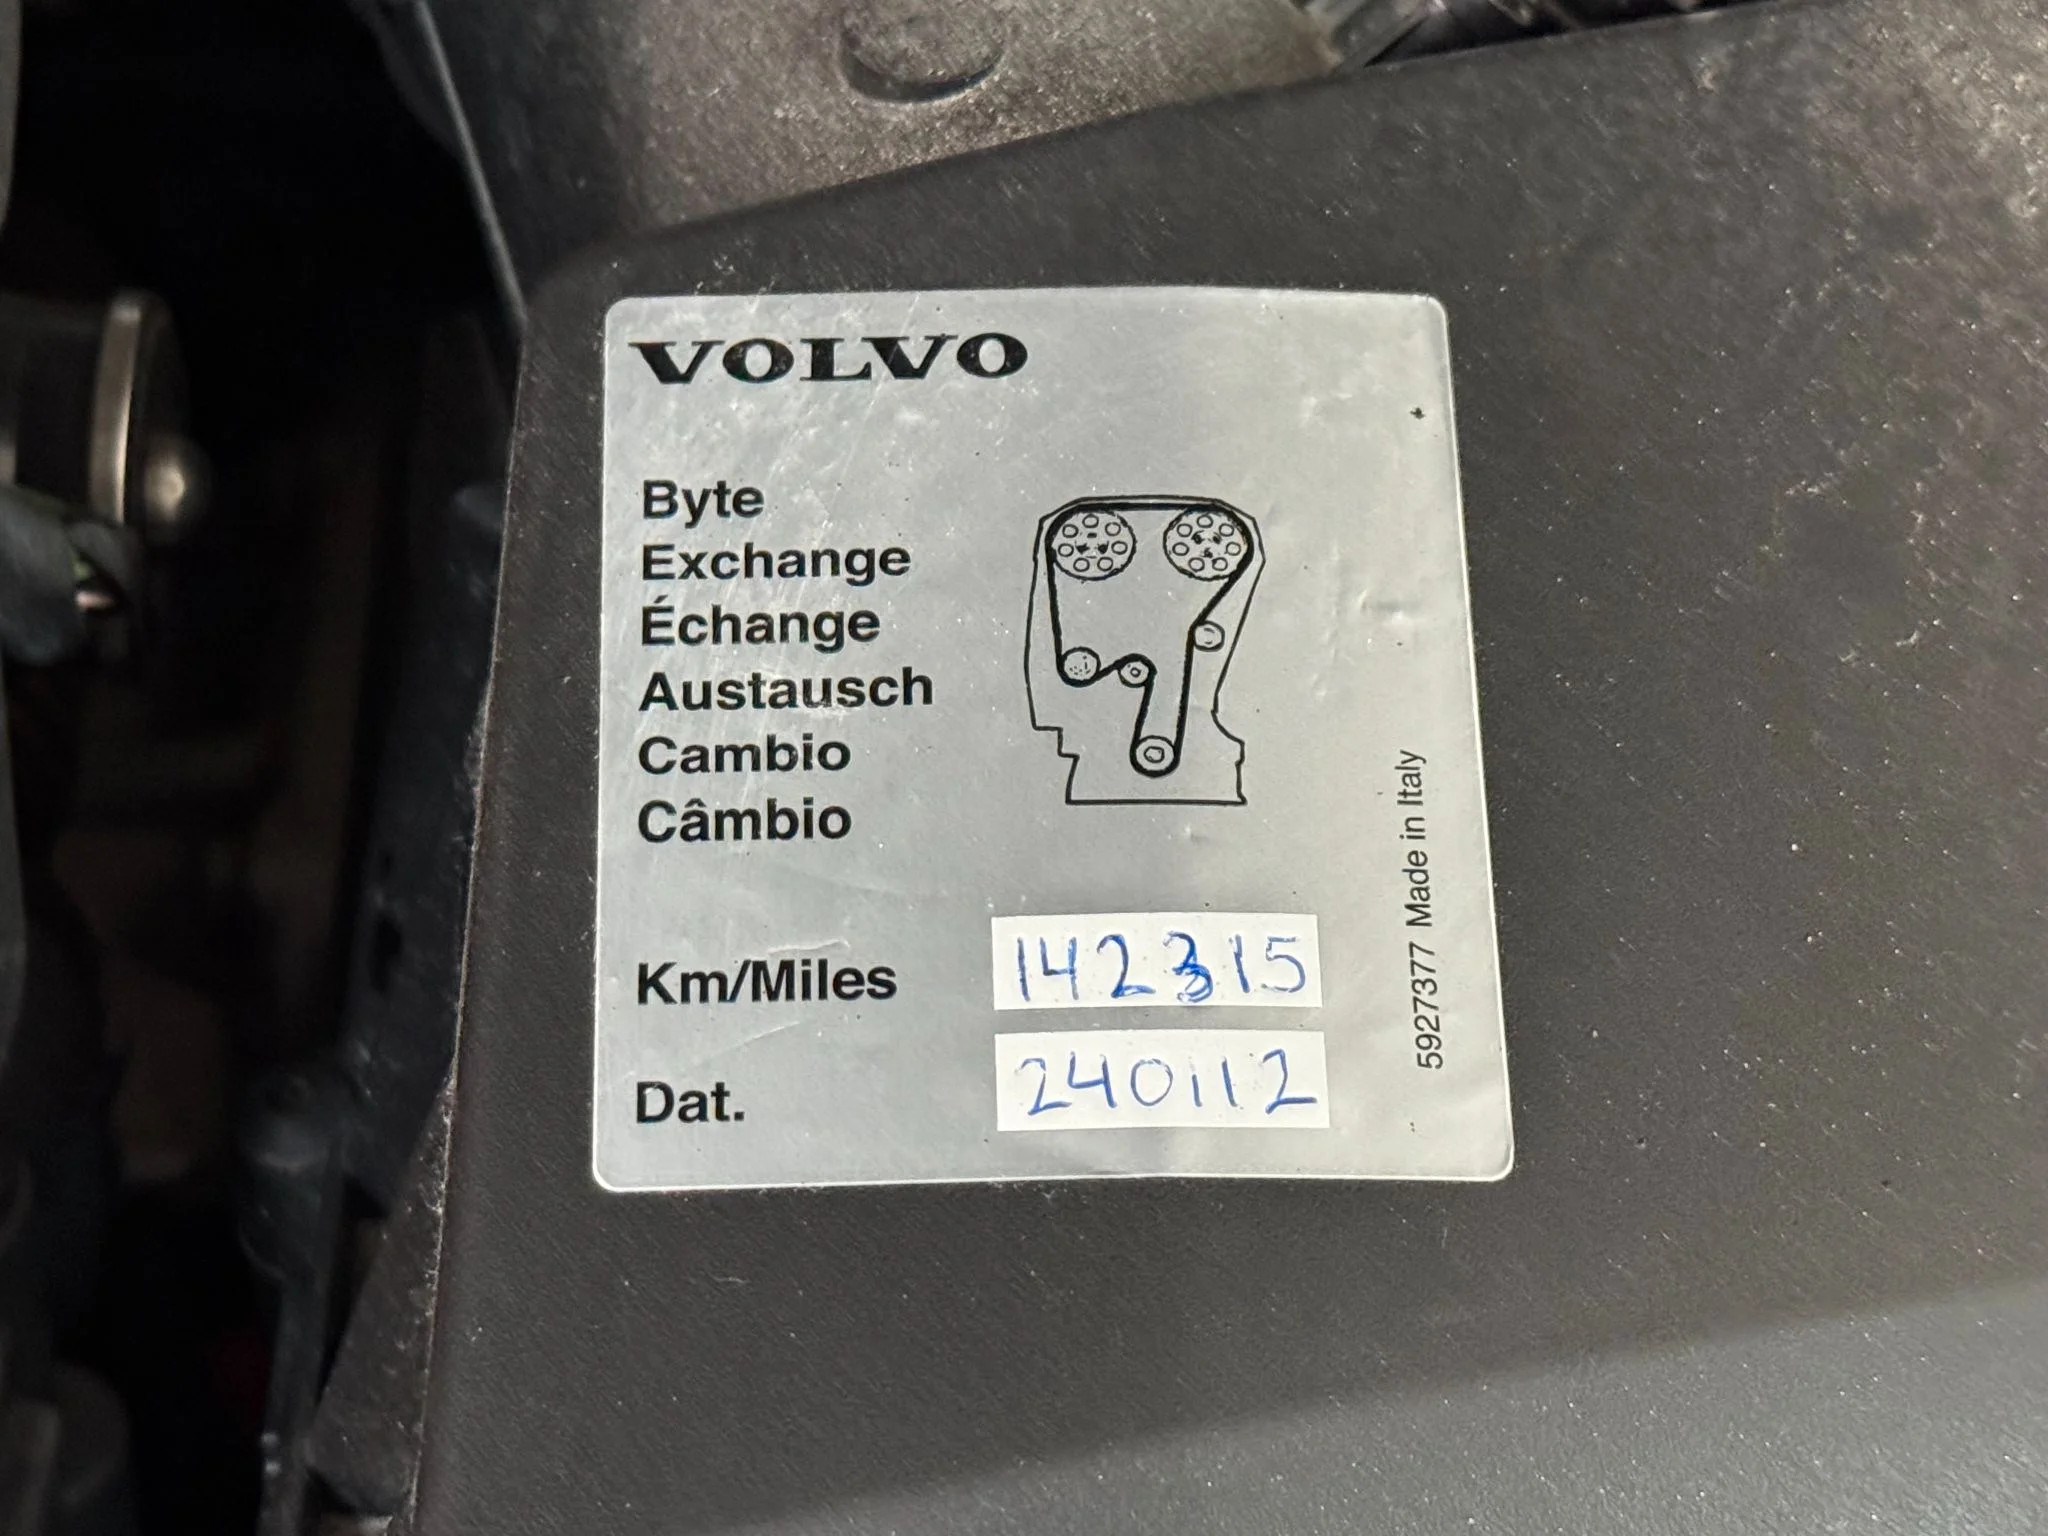 VOLVO
Byte
Exchange
Échange
Austausch
Cambio
Câmbio
Km/Miles 142315
Dat. 240112
5927377 Made in Italy